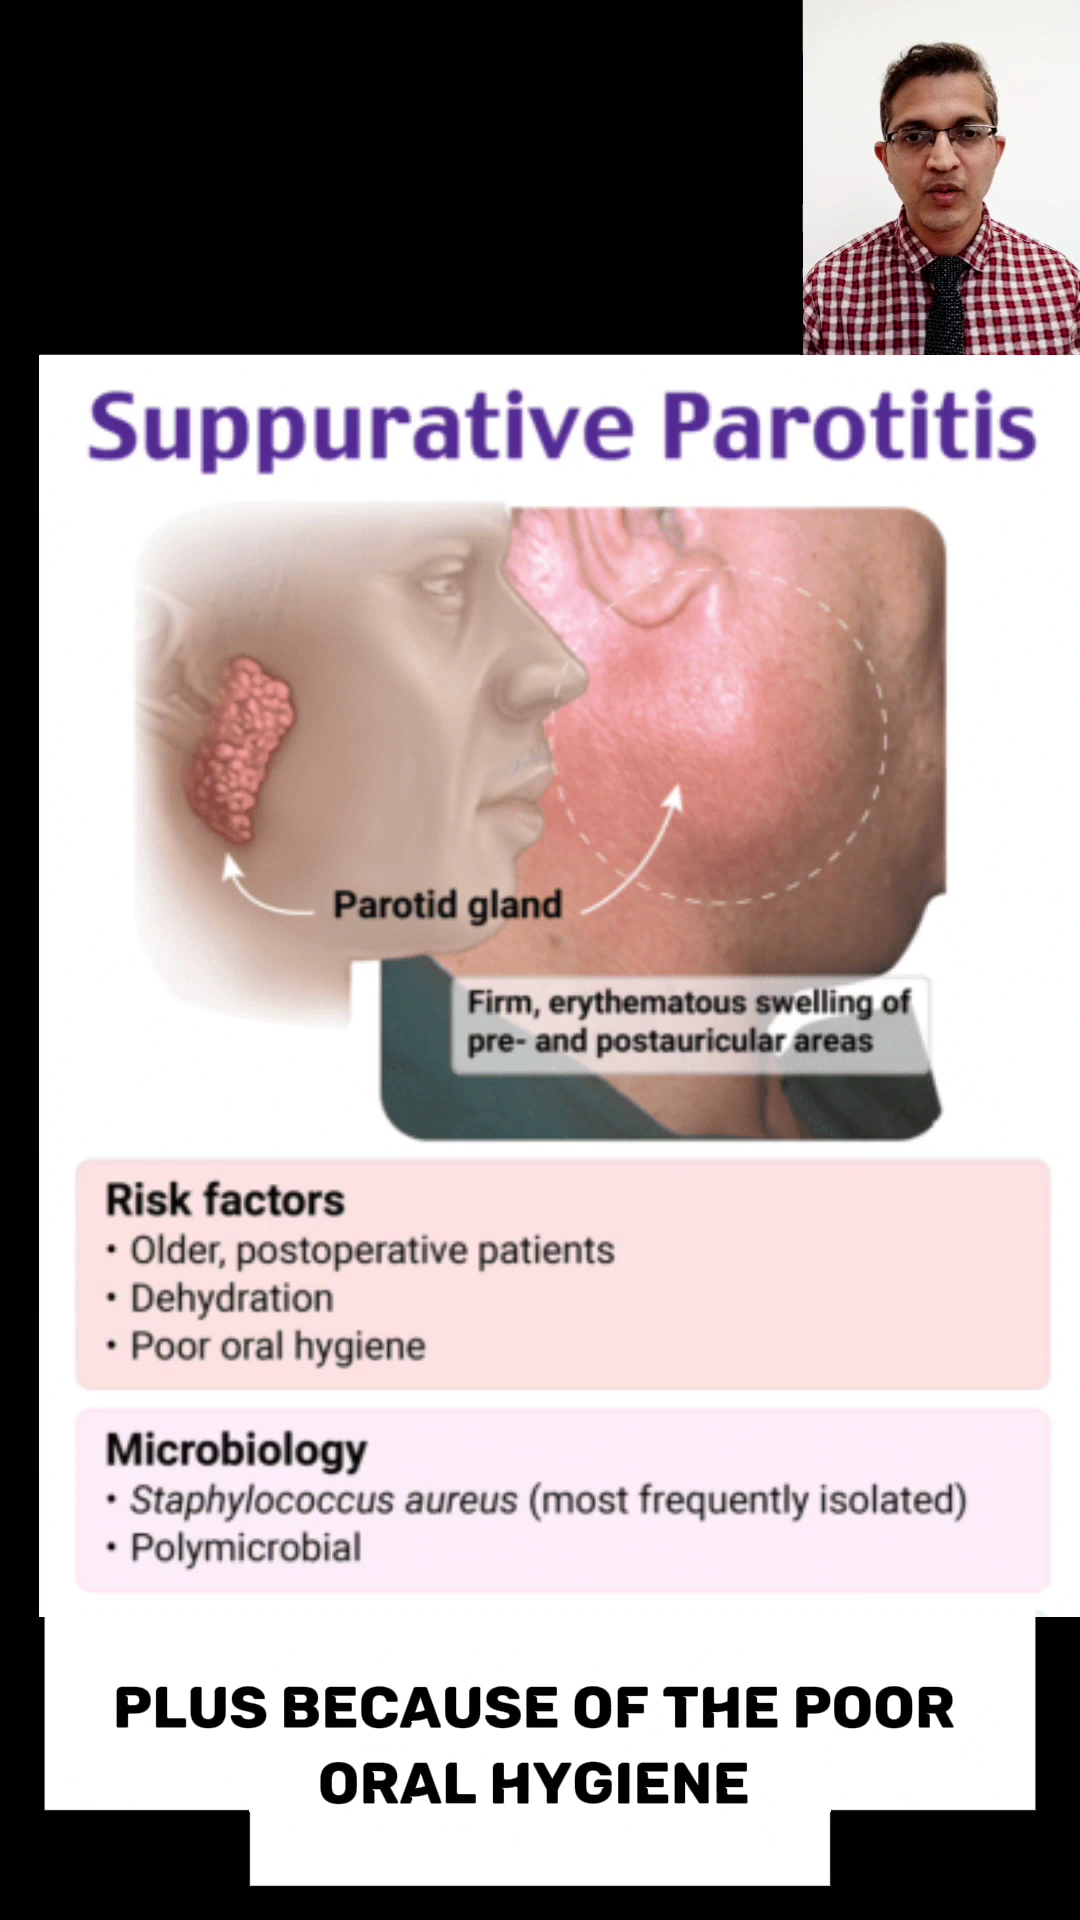 Suppurative Parotitis
Parotid gland
Firm, erythematous swelling of
pre- and postauricular areas
Risk factors
• Older, postoperative patients
• Dehydration
• Poor oral hygiene
Microbiology
• Staphylococcus aureus (most frequently isolated)
• Polymicrobial
PLUS BECAUSE OF THE POOR
ORAL HYGIENE